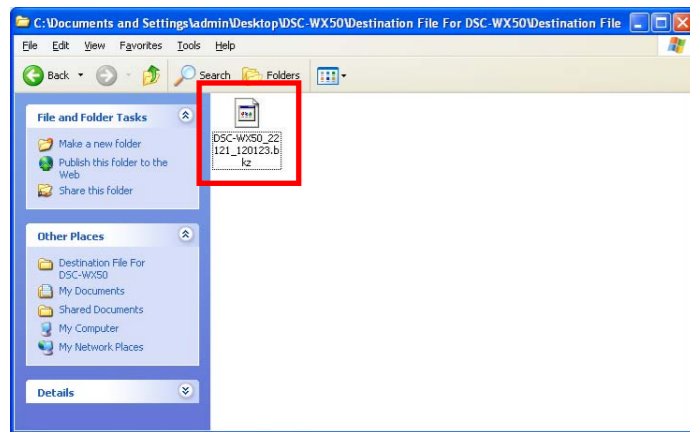 C:\Documents and Settings\admin\Desktop\DSC-WX50\Destination File For DSC-WX50\Destination File
File Edit View Favorites Tools Help
Back Search Folders
File and Folder Tasks
Make a new folder
Publish this folder to the
Web
Share this folder
DSC-WX50_22
121_120123.b
kz
Other Places
Destination File For
DSC-WX50
My Documents
Shared Documents
My Computer
My Network Places
Details